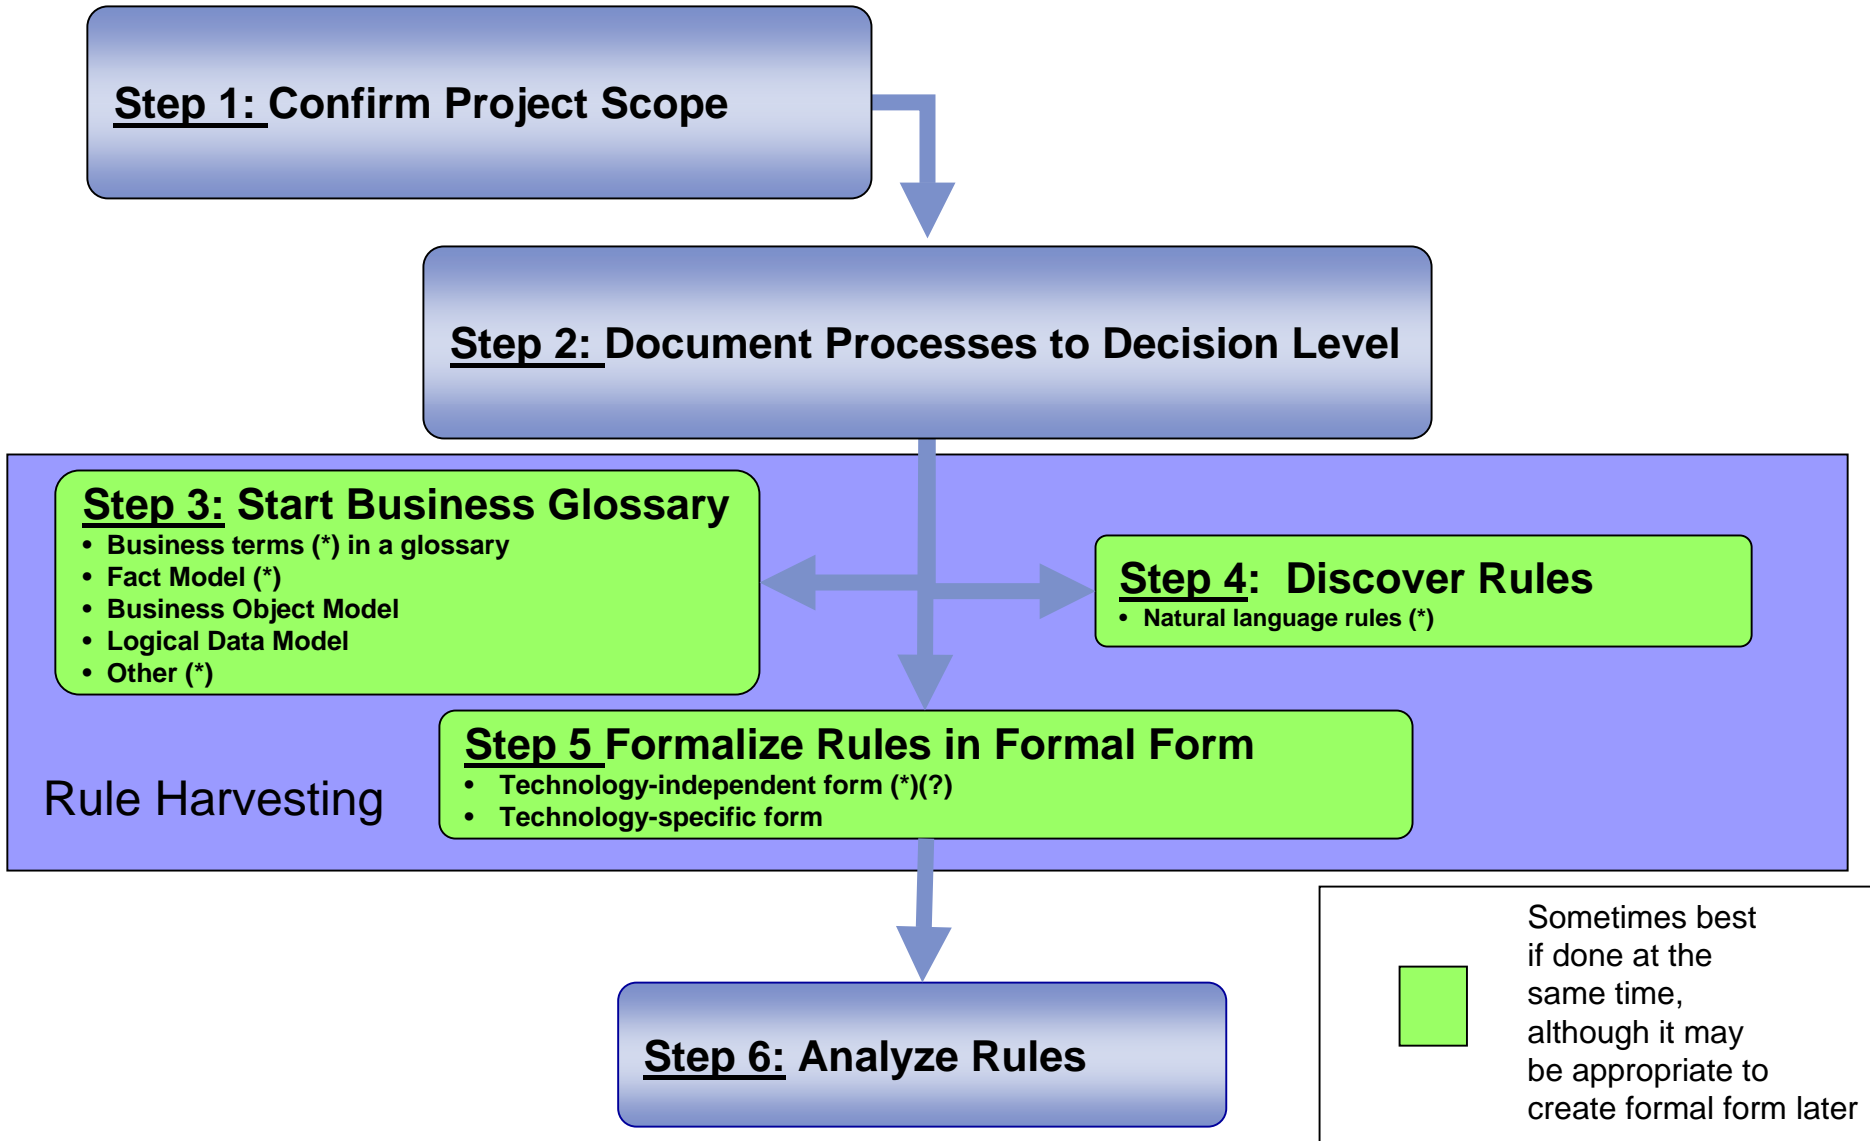 Step 1: Confirm Project Scope
Step 2: Document Processes to Decision Level
Step 3: Start Business Glossary
• Business terms (*) in a glossary
• Fact Model (*)
• Business Object Model
• Logical Data Model
• Other (*)
Step 4:  Discover Rules
• Natural language rules (*)
Step 5 Formalize Rules in Formal Form
• Technology-independent form (*)(?)
• Technology-specific form
Rule Harvesting
Step 6: Analyze Rules
Sometimes best
if done at the
same time,
although it may
be appropriate to
create formal form later